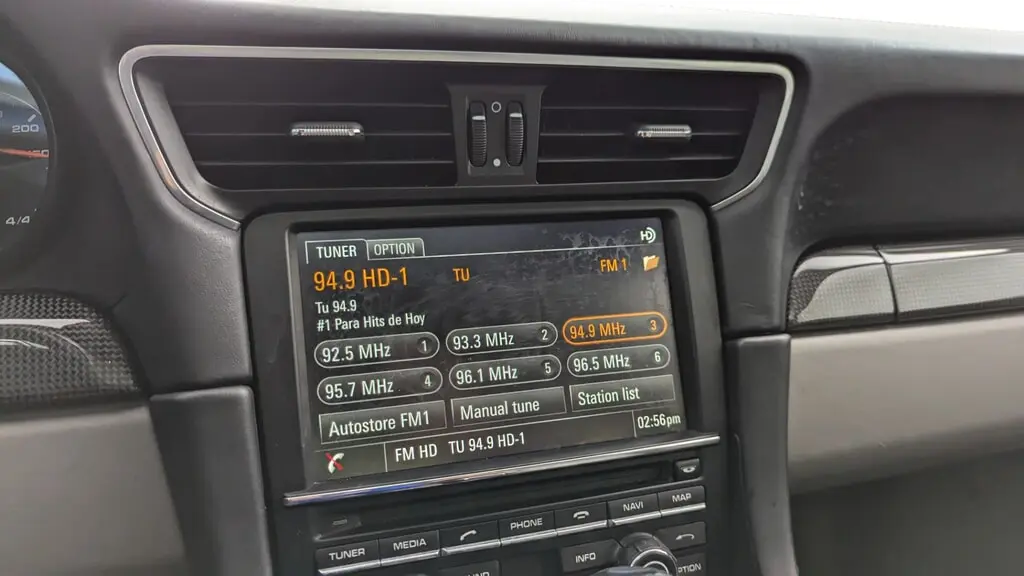 200
4/4
TUNER OPTION
HD
94.9 HD-1 TU FM 1
Tu 94.9
#1 Para Hits de Hoy
92.5 MHz 1 93.3 MHz 2 94.9 MHz 3
95.7 MHz 4 96.1 MHz 5 96.5 MHz 6
Autostore FM1 Manual tune Station list
FM HD TU 94.9 HD-1 02:56pm
TUNER MEDIA PHONE NAVI MAP
INFO